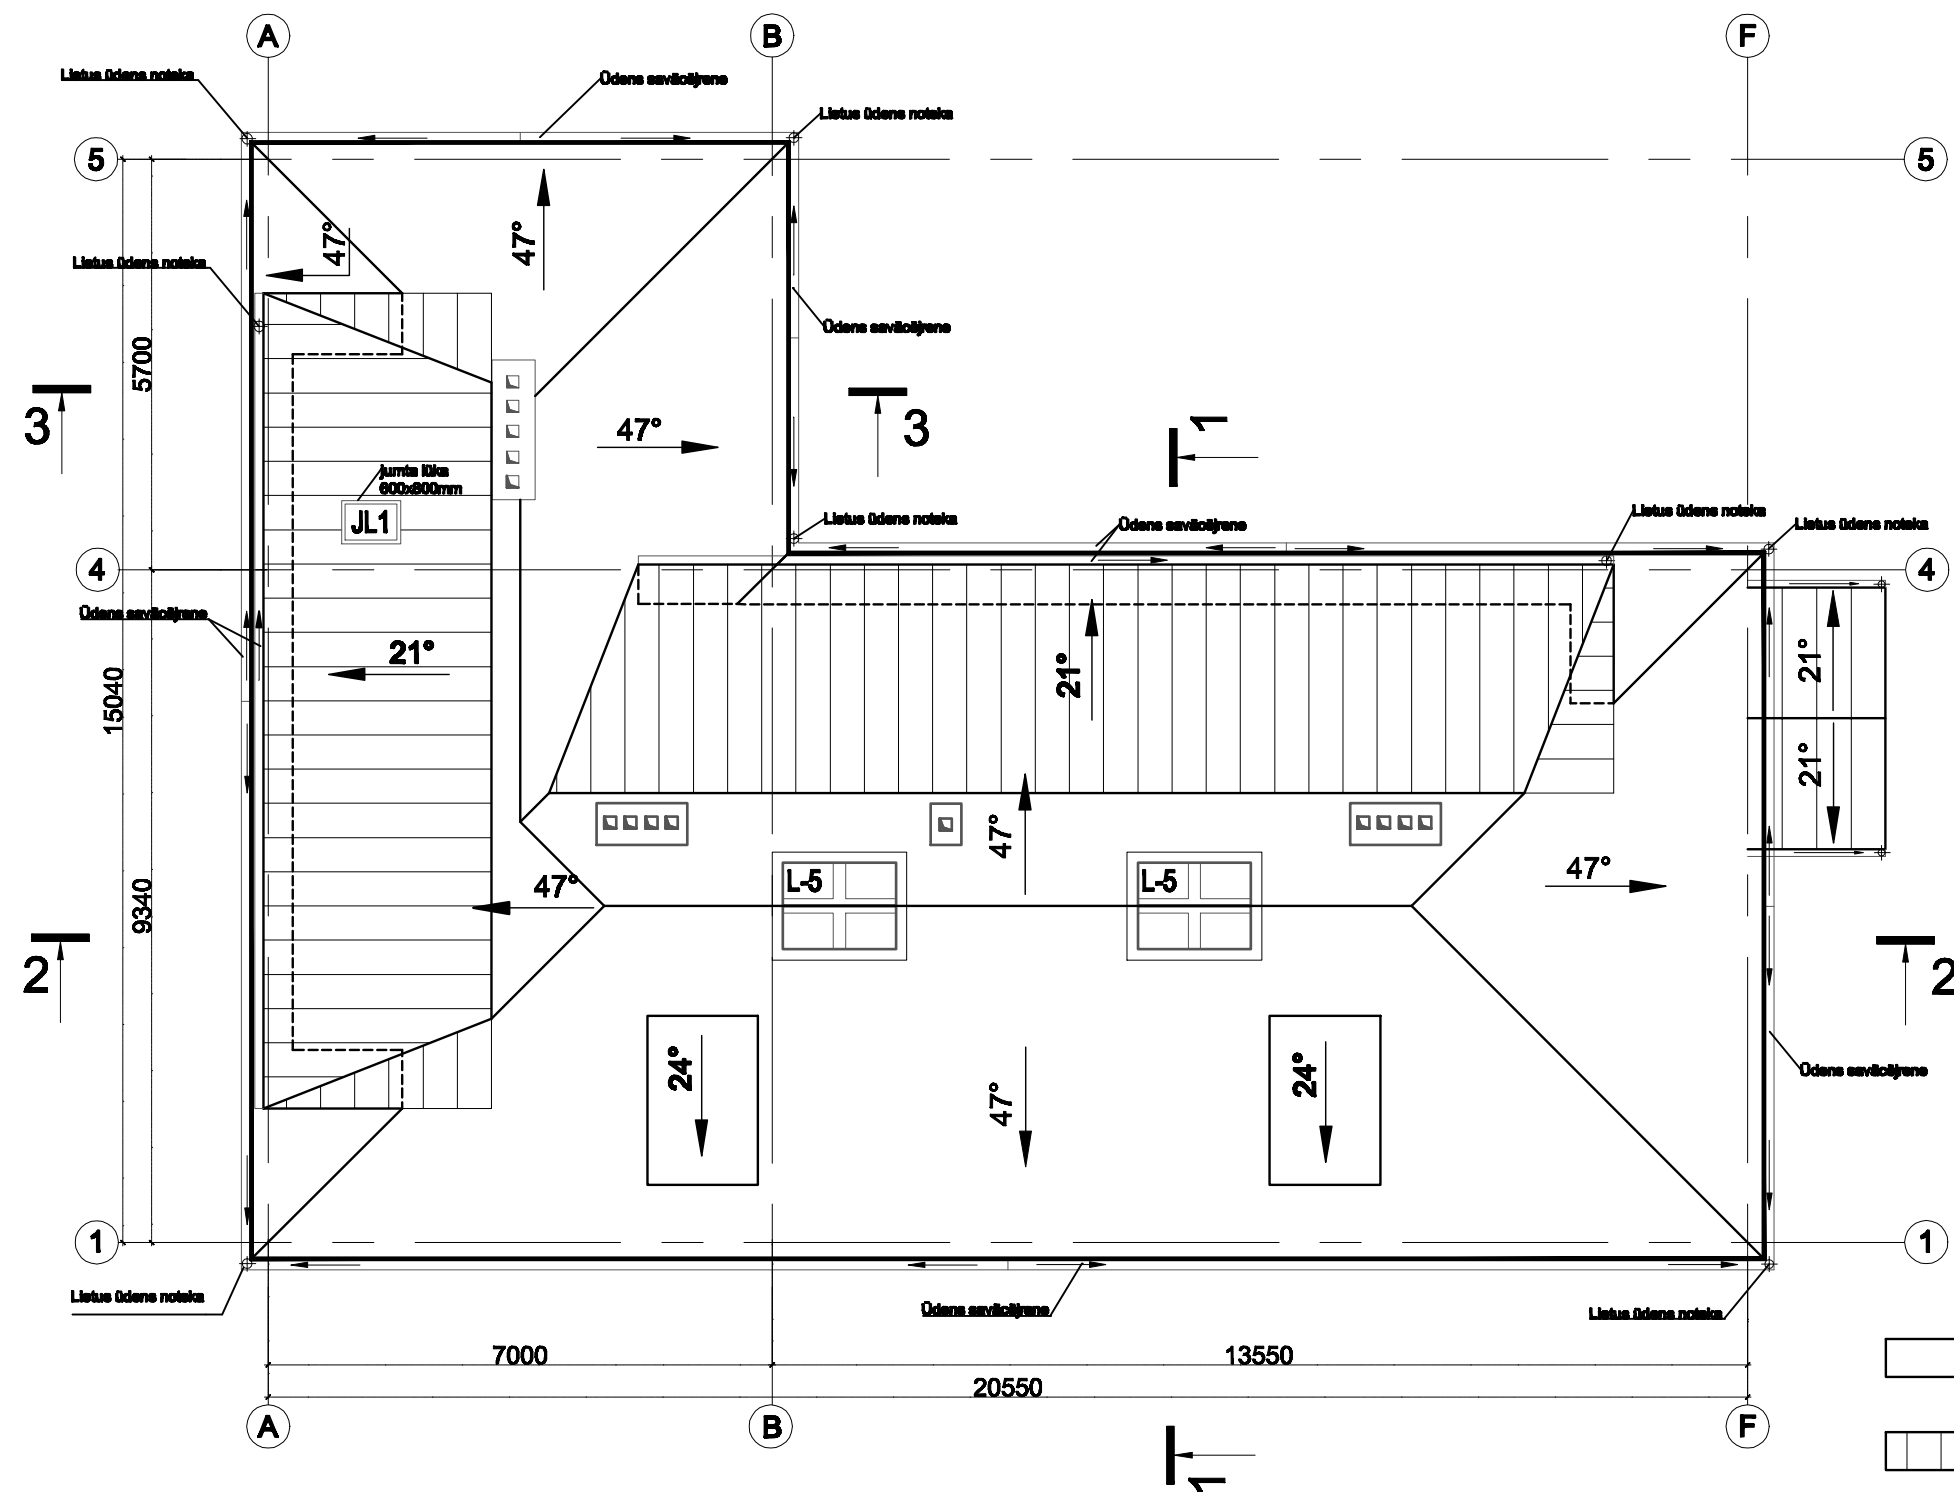 A
B
F
Lietus ūdens noteka
Ūdens savācējrene
Lietus ūdens noteka
5
5
47°
47°
Lietus ūdens noteka
Ūdens savācējrene
5700
3
3
47°
1
jumta lūka
600x800mm
JL1
Lietus ūdens noteka
Ūdens savācējrene
Lietus ūdens noteka
Lietus ūdens noteka
4
4
Ūdens savācējrene
21°
21°
21°
15040
21°
47°
47°
47°
L-5
L-5
9340
2
2
24°
47°
24°
Ūdens savācējrene
1
1
Lietus ūdens noteka
Ūdens savācējrene
Lietus ūdens noteka
7000
13550
20550
A
B
F
1